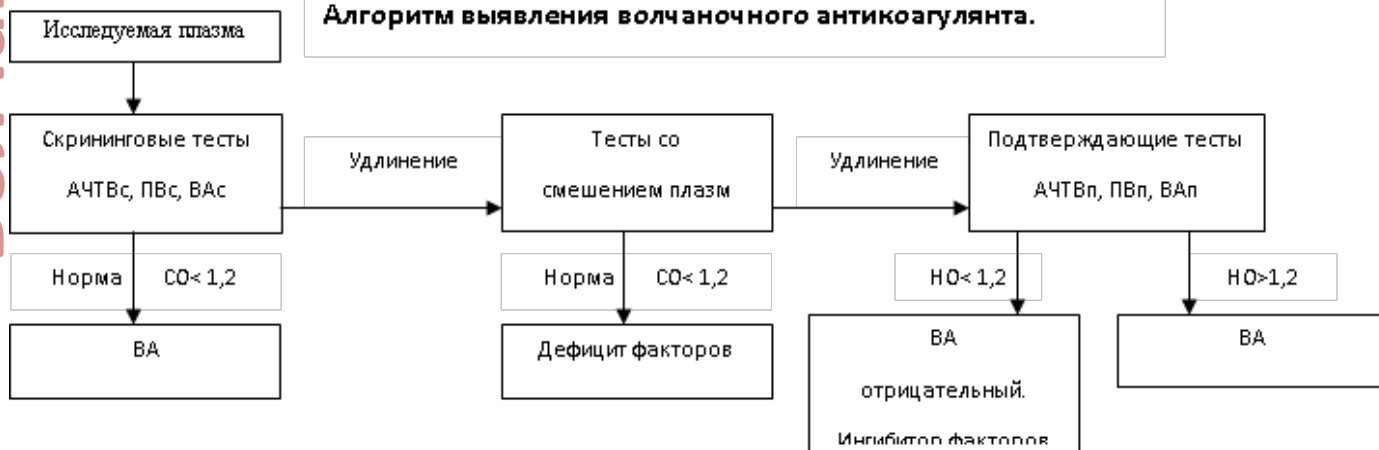 Алгоритм выявления волчаночного антикоагулянта.
Исследуемая плазма
Скрининговые тесты
АЧТВс, ПВс, ВАс
Удлинение
Тесты со
смешением плазм
Удлинение
Подтверждающие тесты
АЧТВп, ПВп, ВАп
Норма СО< 1,2
Норма СО< 1,2
НО< 1,2
НО>1,2
ВА
Дефицит факторов
ВА
отрицательный.
Ингибитор факторов
ВА